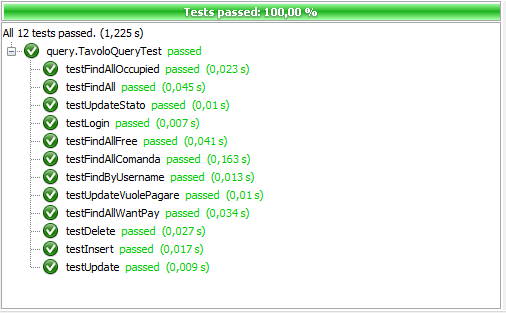 Tests passed: 100,00 %
All 12 tests passed. (1,225 s)
query.TavoloQueryTest passed
testFindAllOccupied passed (0,023 s)
testFindAll passed (0,045 s)
testUpdateStato passed (0,01 s)
testLogin passed (0,007 s)
testFindAllFree passed (0,041 s)
testFindAllComanda passed (0,163 s)
testFindByUsername passed (0,013 s)
testUpdateVuolePagare passed (0,01 s)
testFindAllWantPay passed (0,034 s)
testDelete passed (0,027 s)
testInsert passed (0,017 s)
testUpdate passed (0,009 s)